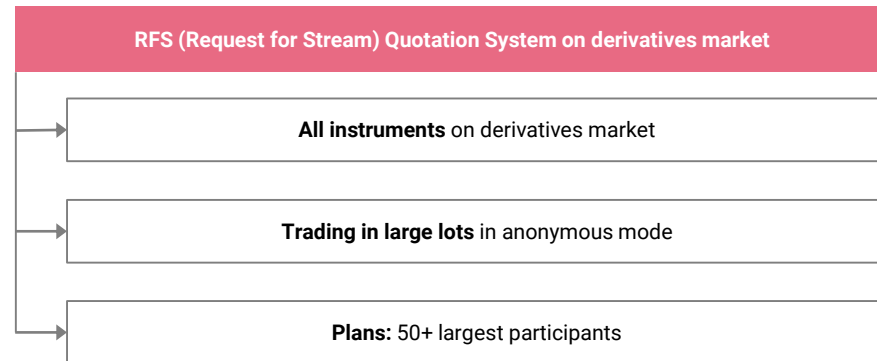 RFS (Request for Stream) Quotation System on derivatives market
All instruments on derivatives market
Trading in large lots in anonymous mode
Plans: 50+ largest participants